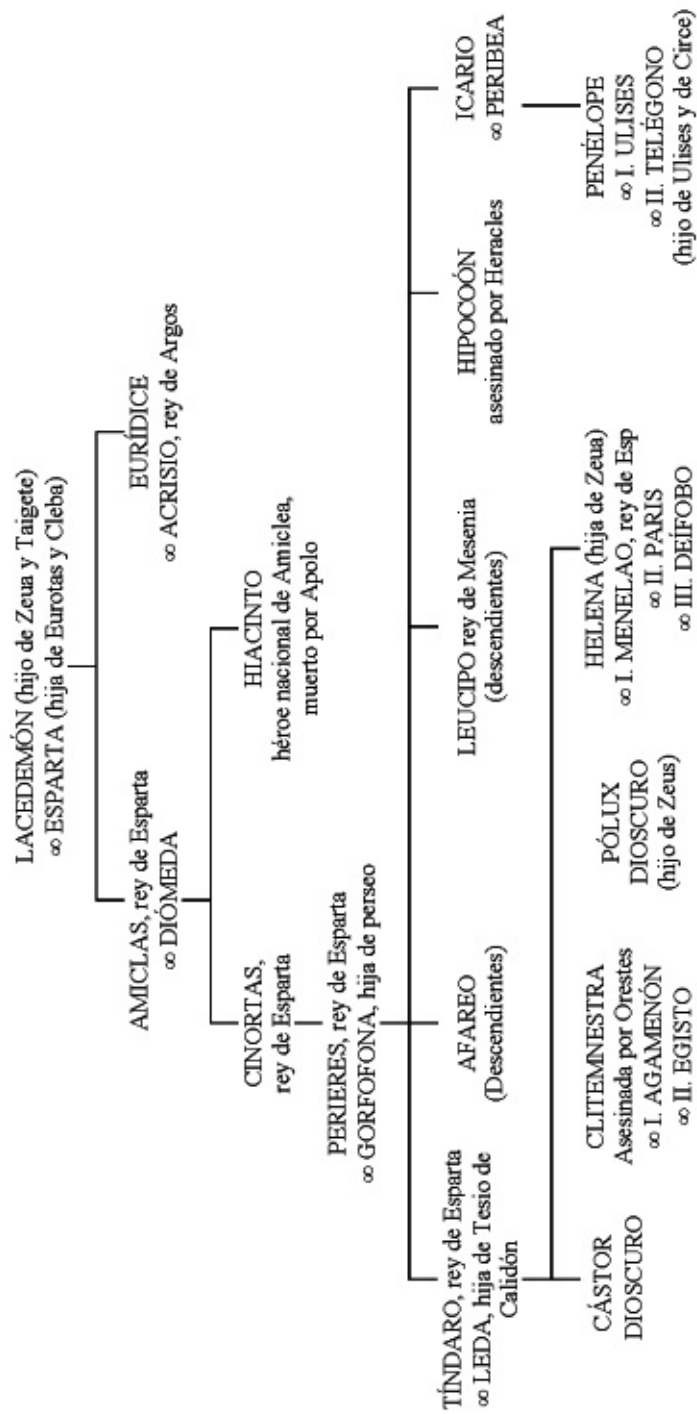 LACEDEMÓN (hijo de Zeua y Taigete)
∞ ESPARTA (hija de Eurotas y Cleba)
AMICLAS, rey de Esparta
∞ DIÓMEDA
EURÍDICE
∞ ACRISIO, rey de Argos
CINORTAS,
rey de Esparta
HIACINTO
héroe nacional de Amiclea,
muerto por Apolo
PERIERES, rey de Esparta
∞ GORFOFONA, hija de perseo
TÍNDARO, rey de Esparta
∞ LEDA, hija de Tesio de
Calidón
AFAREO
(Descendientes)
LEUCIPO rey de Mesenia
(descendientes)
HIPOCOÓN
asesinado por Heracles
ICARIO
∞ PERIBEA
CÁSTOR
DIOSCURO
CLITEMNESTRA
Asesinada por Orestes
∞ I. AGAMENÓN
∞ II. EGISTO
PÓLUX
DIOSCURO
(hijo de Zeus)
HELENA (hija de Zeua)
∞ I. MENELAO, rey de Esp
∞ II. PARIS
∞ III. DEÍFOBO
PENÉLOPE
∞ I. ULISES
∞ II. TELÉGONO
(hijo de Ulises y de Circe)